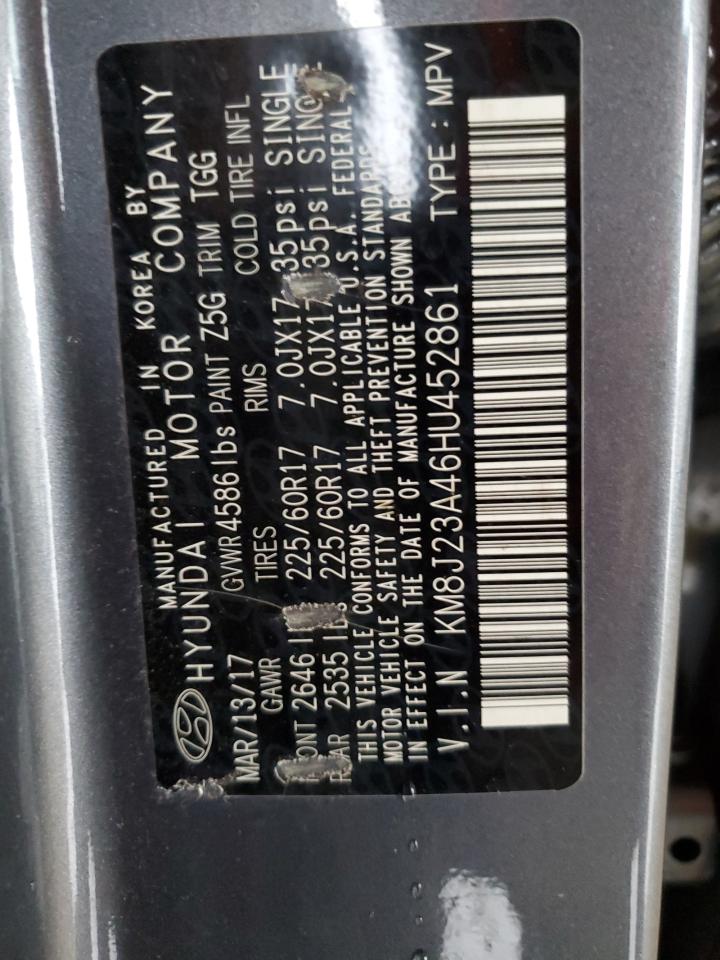 MANUFACTURED IN KOREA BY
HYUNDAI MOTOR COMPANY
MAR/13/17 GVWR 4586 lbs PAINT Z5G TRIM TGG
GAWR TIRES RIMS COLD TIRE INFL
2646 225/60R17 7.0JX17 35psi SINGLE
2535 225/60R17 7.0JX17 35psi
THIS VEHICLE CONFORMS TO ALL APPLICABLE U.S.A. FEDERAL
MOTOR VEHICLE SAFETY AND THEFT PREVENTION STANDARDS
IN EFFECT ON THE DATE OF MANUFACTURE SHOWN ABOVE
V.I.N KM8J23A46HU452861 TYPE : MPV